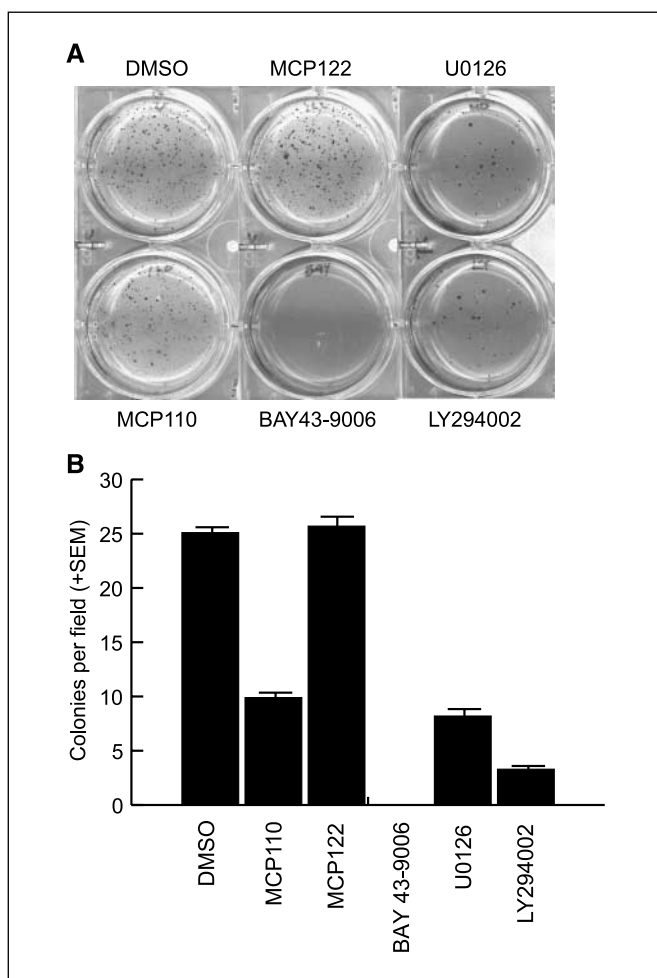 A
DMSO MCP122 U0126
BAY
MCP110 BAY43-9006 LY294002
B
Colonies per field (+SEM)
30
25
20
15
10
5
0
DMSO
MCP110
MCP122
BAY 43-9006
U0126
LY294002